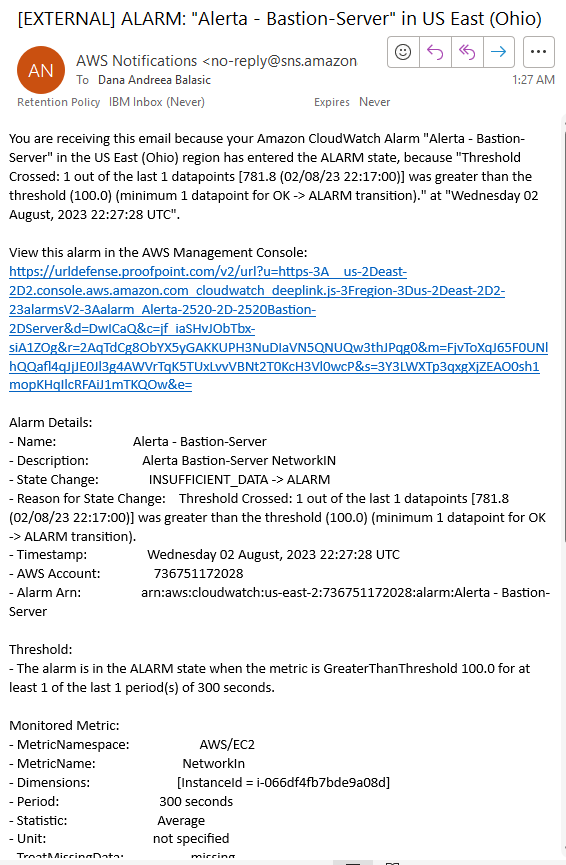 [EXTERNAL] ALARM: "Alerta - Bastion-Server" in US East (Ohio)
AN
AWS Notifications <no-reply@sns.amazon
To Dana Andreea Balasic
1:27 AM
Retention Policy IBM Inbox (Never)
Expires Never
You are receiving this email because your Amazon CloudWatch Alarm "Alerta - Bastion-
Server" in the US East (Ohio) region has entered the ALARM state, because "Threshold
Crossed: 1 out of the last 1 datapoints [781.8 (02/08/23 22:17:00)] was greater than the
threshold (100.0) (minimum 1 datapoint for OK -> ALARM transition)." at "Wednesday 02
August, 2023 22:27:28 UTC".
View this alarm in the AWS Management Console:
https://urldefense.proofpoint.com/v2/url?u=https-3A__us-2Deast-
2D2.console.aws.amazon.com_cloudwatch_deeplink.js-3Fregion-3Dus-2Deast-2D2-
23alarmsV2-3Aalarm_Alerta-2520-2D-2520Bastion-
2DServer&d=DwICaQ&c=jf_iaSHvJObTbx-
siA1ZOg&r=2AqTdCg8ObYX5yGAKKUPH3NuDIaVN5QNUQw3thJPqg0&m=FjvToXqJ65F0UNl
hQQafl4qJjJE0Jl3g4AWVrTqK5TUxLvvVBNt2T0KcH3Vl0wcP&s=3Y3LWXTp3qxgXjZEAO0sh1
mopKHqIlcRFAiJ1mTKQOw&e=
Alarm Details:
- Name: Alerta - Bastion-Server
- Description: Alerta Bastion-Server NetworkIN
- State Change: INSUFFICIENT_DATA -> ALARM
- Reason for State Change: Threshold Crossed: 1 out of the last 1 datapoints [781.8
(02/08/23 22:17:00)] was greater than the threshold (100.0) (minimum 1 datapoint for OK
-> ALARM transition).
- Timestamp: Wednesday 02 August, 2023 22:27:28 UTC
- AWS Account: 736751172028
- Alarm Arn: arn:aws:cloudwatch:us-east-2:736751172028:alarm:Alerta - Bastion-
Server
Threshold:
- The alarm is in the ALARM state when the metric is GreaterThanThreshold 100.0 for at
least 1 of the last 1 period(s) of 300 seconds.
Monitored Metric:
- MetricNamespace: AWS/EC2
- MetricName: NetworkIn
- Dimensions: [InstanceId = i-066df4fb7bde9a08d]
- Period: 300 seconds
- Statistic: Average
- Unit: not specified
- TreatMissingData: missing